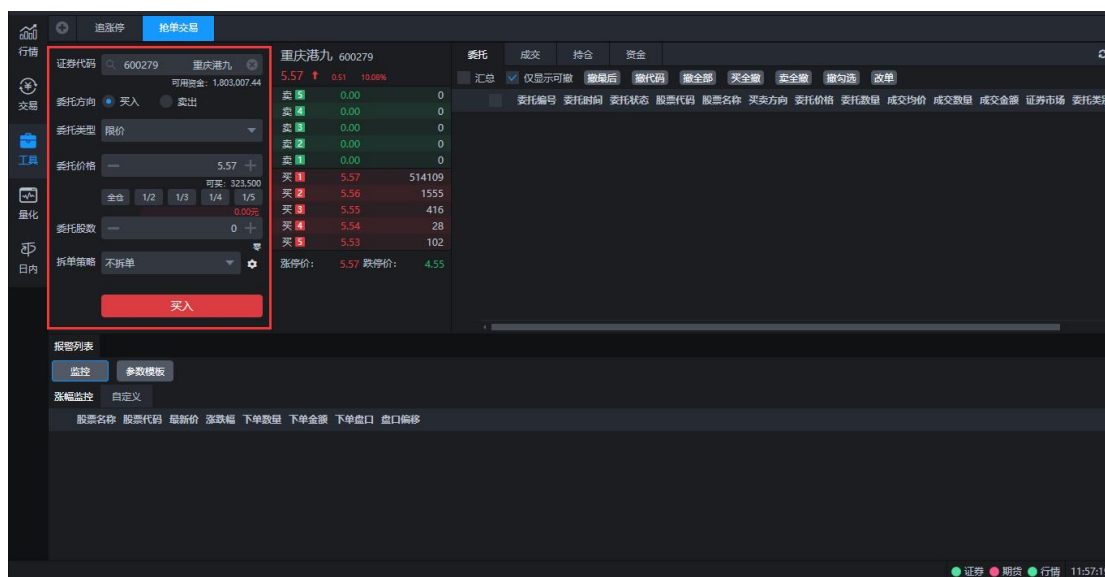 追涨停 抢单交易
行情
交易
工具
量化
日内
证券代码 600279 重庆港九
可用资金: 1,803,007.44
委托方向 买入 卖出
委托类型 限价
委托价格 5.57
可买: 323,500
全仓 1/2 1/3 1/4 1/5
0.00元
委托股数 0
零
拆单策略 不拆单
买入
重庆港九 600279
5.57 0.51 10.08%
卖 5 0.00 0
卖 4 0.00 0
卖 3 0.00 0
卖 2 0.00 0
卖 1 0.00 0
买 1 5.57 514109
买 2 5.56 1555
买 3 5.55 416
买 4 5.54 28
买 5 5.53 102
涨停价: 5.57 跌停价: 4.55
委托 成交 持仓 资金
汇总 仅显示可撤 撤最后 撤代码 撤全部 买全撤 卖全撤 撤勾选 改单
委托编号 委托时间 委托状态 股票代码 股票名称 买卖方向 委托价格 委托数量 成交均价 成交数量 成交金额 证券市场 委托类
报警列表
监控 参数模板
涨幅监控 自定义
股票名称 股票代码 最新价 涨跌幅 下单数量 下单金额 下单盘口 盘口偏移
证券 期货 行情 11:57:1